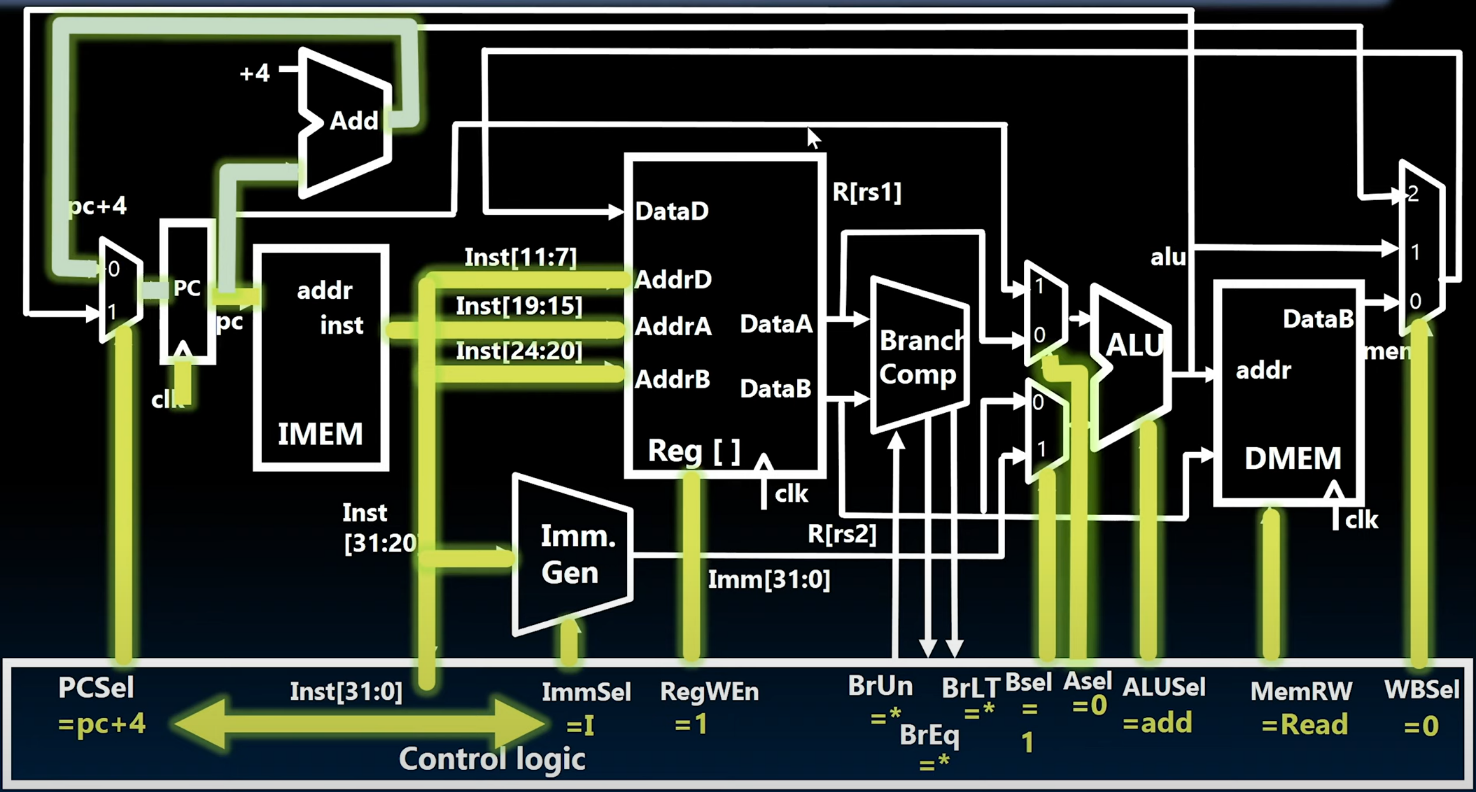 +4
Add
pc+4
0
1
PC
pc
clk
addr
inst
IMEM
Inst[11:7]
Inst[19:15]
Inst[24:20]
Inst
[31:20]
DataD
AddrD
AddrA
AddrB
DataA
DataB
Reg [ ]
clk
Imm.
Gen
Imm[31:0]
R[rs1]
R[rs2]
Branch
Comp
1
0
0
1
ALU
alu
addr
DataB
DMEM
clk
mem
2
1
0
PCSel
=pc+4
Inst[31:0]
Control logic
ImmSel
=I
RegWEn
=1
BrUn
=*
BrEq
=*
BrLT
=*
Bsel
=
1
Asel
=0
ALUSel
=add
MemRW
=Read
WBSel
=0